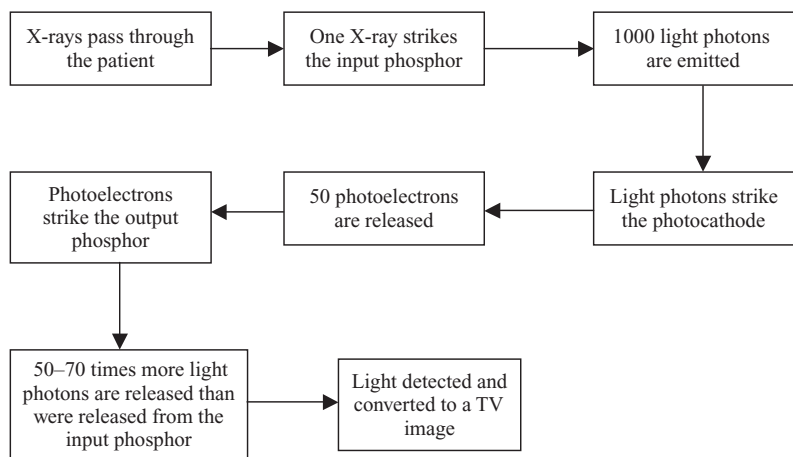 X-rays pass through
the patient
One X-ray strikes
the input phosphor
1000 light photons
are emitted
Light photons strike
the photocathode
50 photoelectrons
are released
Photoelectrons
strike the output
phosphor
50–70 times more light
photons are released than
were released from the
input phosphor
Light detected and
converted to a TV
image